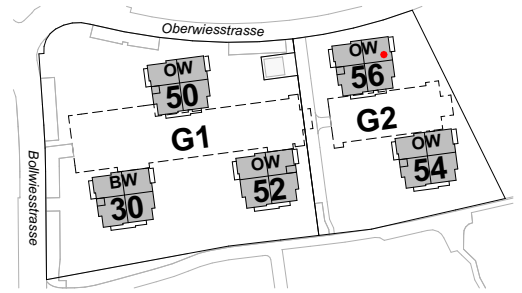 Oberwiesstrasse
OW
56
OW
50
G1
G2
OW
54
OW
52
BW
30
Bollwiesstrasse